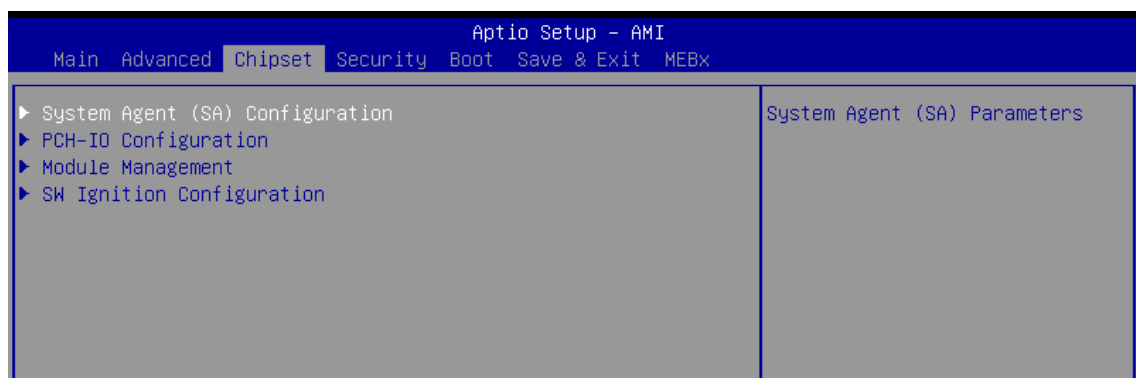 Aptio Setup – AMI
Main Advanced Chipset Security Boot Save & Exit MEBx
System Agent (SA) Configuration
System Agent (SA) Parameters
PCH-IO Configuration
Module Management
SW Ignition Configuration